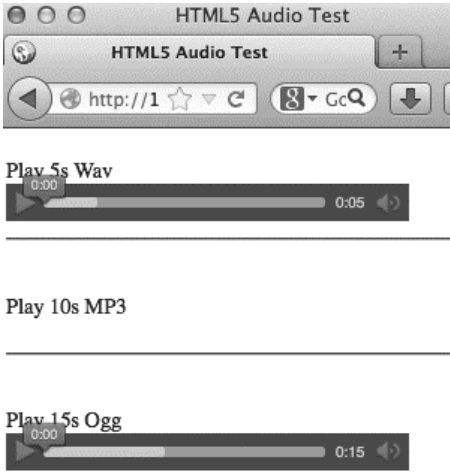 HTML5 Audio Test
HTML5 Audio Test
http://1
Gc
Play 5s Wav
0:00
0:05
Play 10s MP3
Play 15s Ogg
0:00
0:15